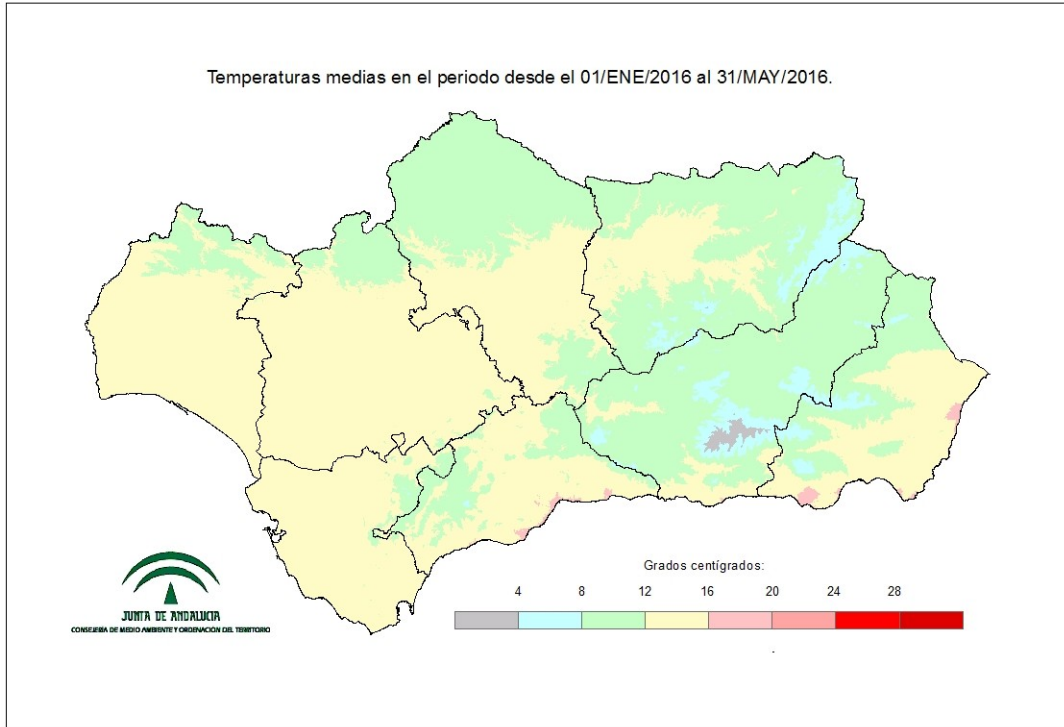 Temperaturas medias en el periodo desde el 01/ENE/2016 al 31/MAY/2016.
Grados centígrados:
4 8 12 16 20 24 28
JUNTA DE ANDALUCIA
CONSEJERÍA DE MEDIO AMBIENTE Y ORDENACIÓN DEL TERRITORIO